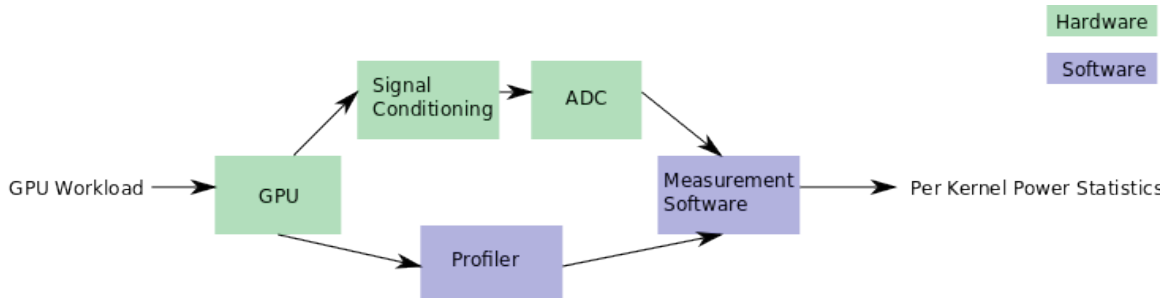 Hardware
Software
Signal
Conditioning
ADC
GPU Workload
GPU
Measurement
Software
Per Kernel Power Statistics
Profiler